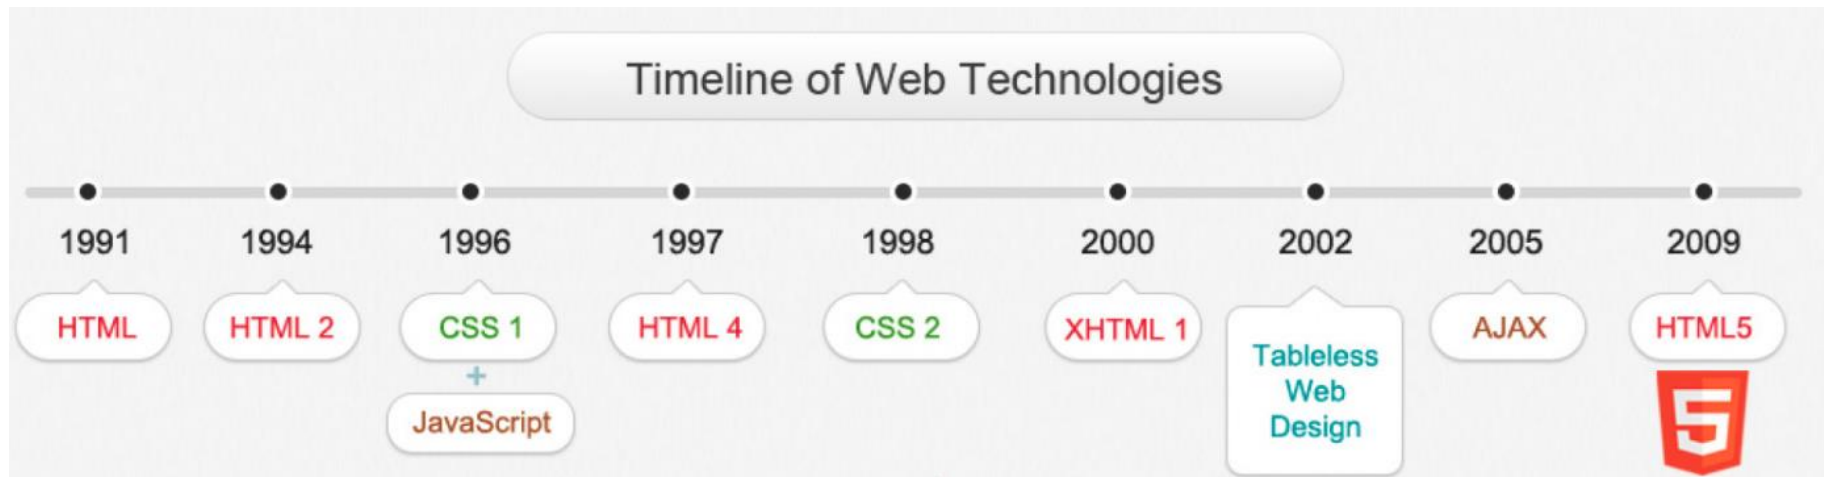 Timeline of Web Technologies
1991 1994 1996 1997 1998 2000 2002 2005 2009
HTML HTML 2 CSS 1 HTML 4 CSS 2 XHTML 1 AJAX HTML5
+
JavaScript
Tableless
Web
Design
5